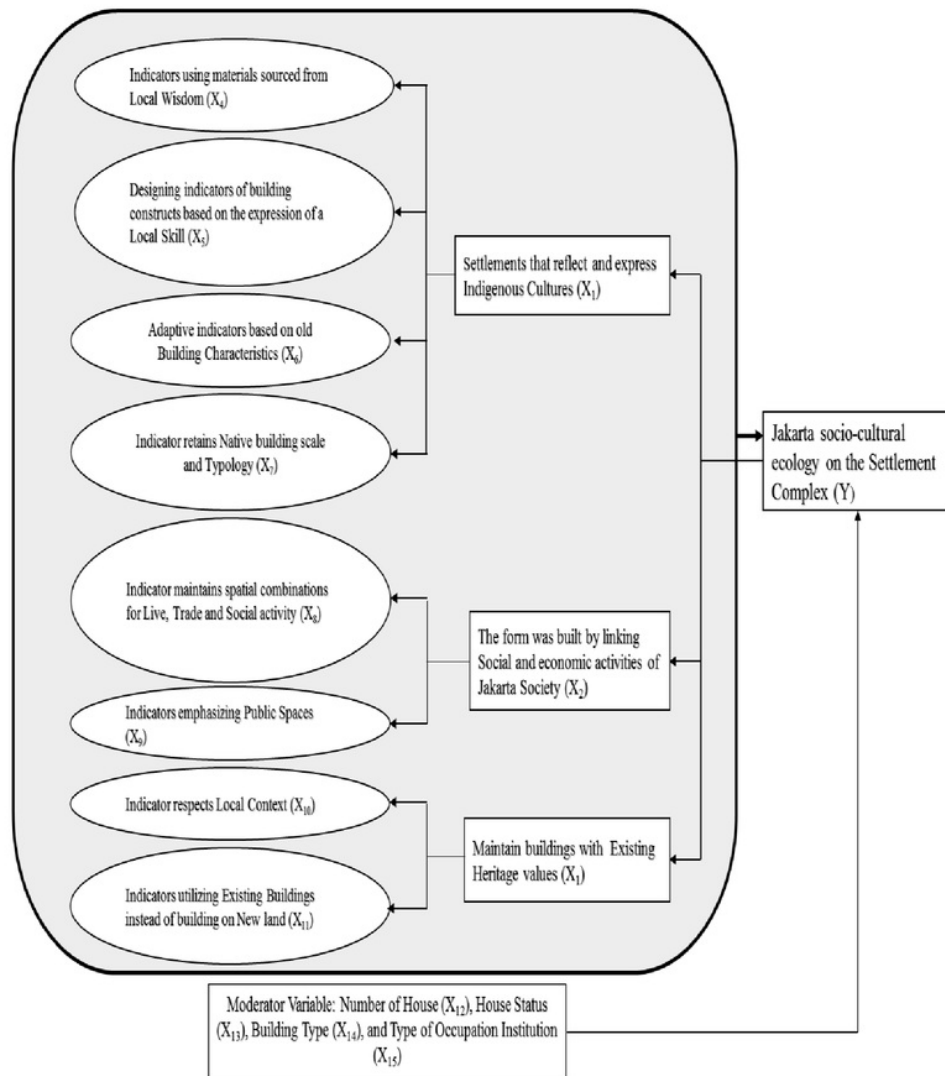 Indicators using materials sourced from
Local Wisdom (X₄)
Designing indicators of building
constructs based on the expression of a
Local Skill (X₅)
Adaptive indicators based on old
Building Characteristics (X₆)
Indicator retains Native building scale
and Typology (X₇)
Indicator maintains spatial combinations
for Live, Trade and Social activity (X₈)
Indicators emphasizing Public Spaces
(X₉)
Indicator respects Local Context (X₁₀)
Indicators utilizing Existing Buildings
instead of building on New land (X₁₁)
Settlements that reflect and express
Indigenous Cultures (X₁)
The form was built by linking
Social and economic activities of
Jakarta Society (X₂)
Maintain buildings with Existing
Heritage values (X₁)
Jakarta socio-cultural
ecology on the Settlement
Complex (Y)
Moderator Variable: Number of House (X₁₂), House Status
(X₁₃), Building Type (X₁₄), and Type of Occupation Institution
(X₁₅)